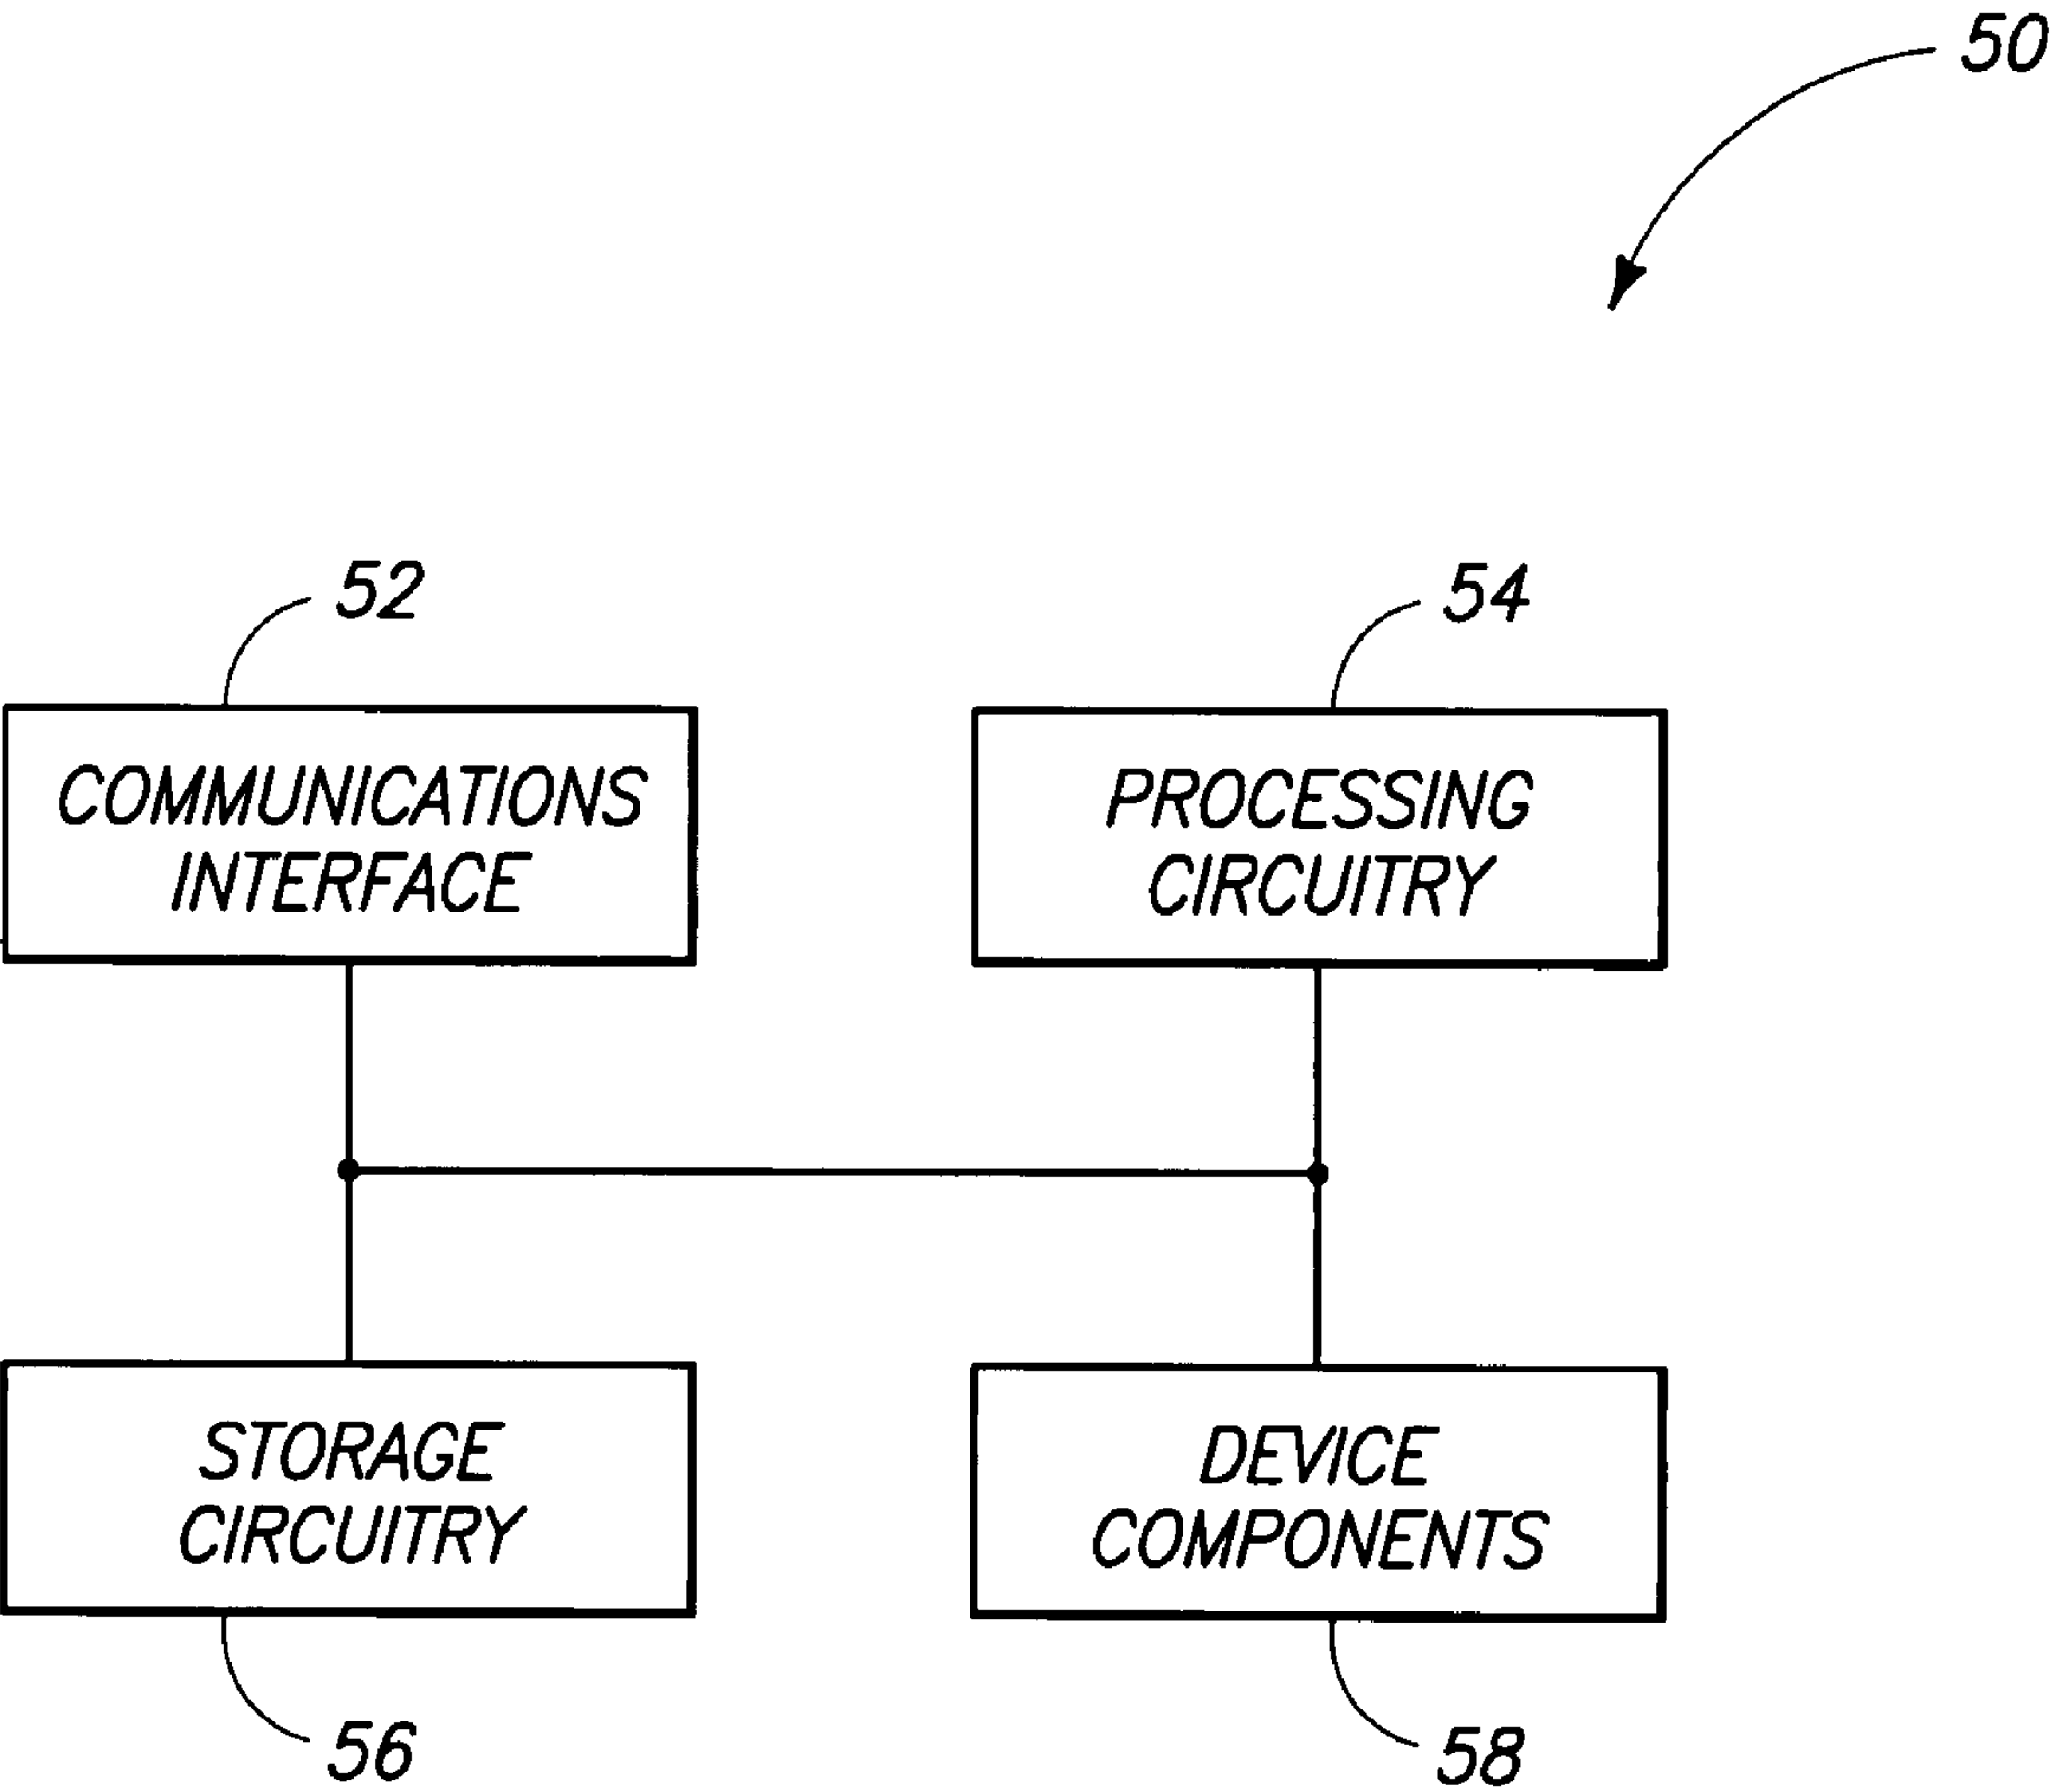 50
52
54
COMMUNICATIONS
INTERFACE
PROCESSING
CIRCUITRY
STORAGE
CIRCUITRY
DEVICE
COMPONENTS
56
58